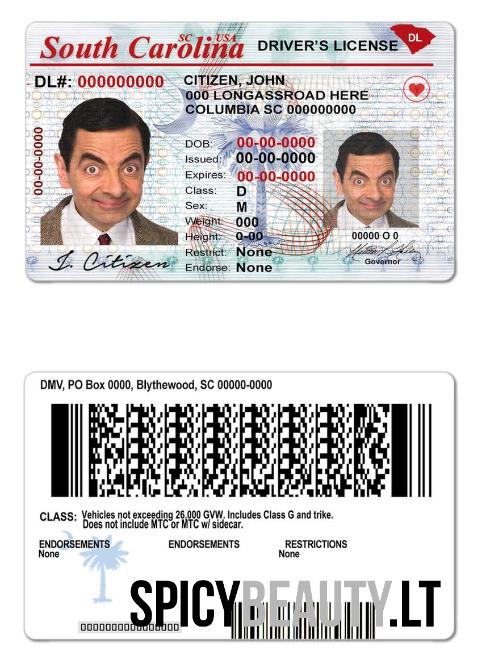 SC USA
South Carolina DRIVER'S LICENSE DL
DL#: 000000000
CITIZEN, JOHN
000 LONGASSROAD HERE
COLUMBIA SC 000000000
00-00-0000
DOB: 00-00-0000
Issued: 00-00-0000
Expires: 00-00-0000
Class: D
Sex: M
Weight: 000
Height: 0-00
Restrict: None
Endorse: None
00000 O 0
Governor
J. Citizen
DMV, PO Box 0000, Blythewood, SC 00000-0000
CLASS: Vehicles not exceeding 26,000 GVW. Includes Class G and trike.
Does not include MTC or MTC w/ sidecar.
ENDORSEMENTS ENDORSEMENTS RESTRICTIONS
None None
SPICYBEAUTY.LT